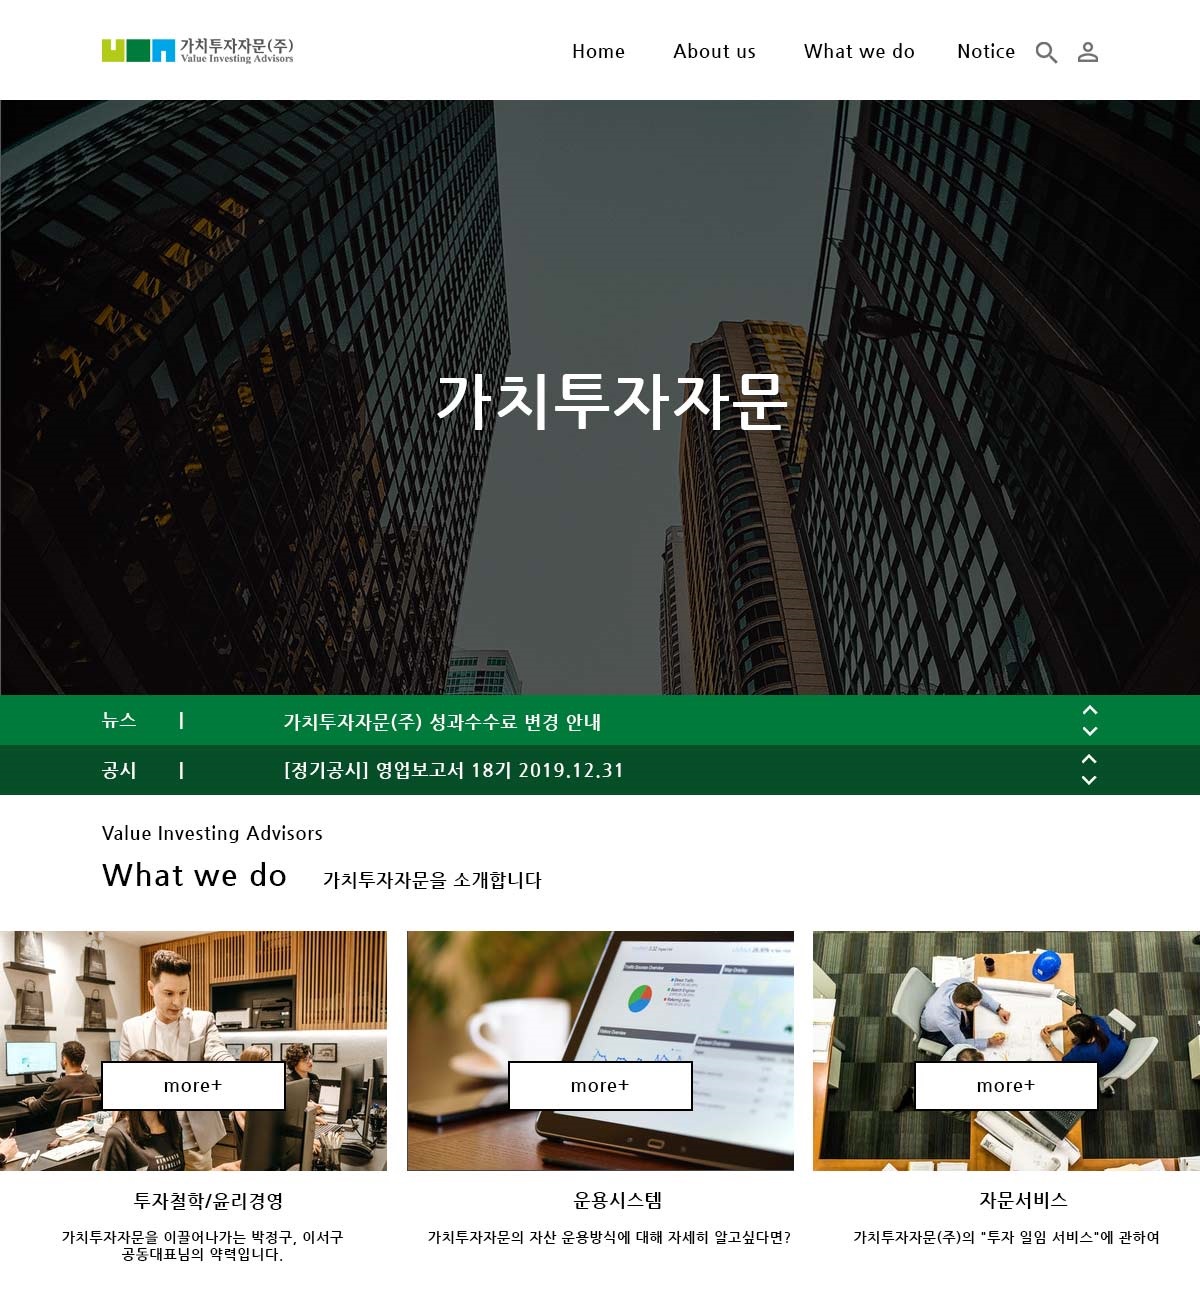 가치투자자문(주)
Value Investing Advisors
Home About us What we do Notice
가치투자자문
뉴스 | 가치투자자문(주) 성과수수료 변경 안내
공시 | [정기공시] 영업보고서 18기 2019.12.31
Value Investing Advisors
What we do 가치투자자문을 소개합니다
more+ more+ more+
투자철학/윤리경영
가치투자자문을 이끌어나가는 박정구, 이서구
공동대표님의 약력입니다.
운용시스템
가치투자자문의 자산 운용방식에 대해 자세히 알고싶다면?
자문서비스
가치투자자문(주)의 "투자 일임 서비스"에 관하여